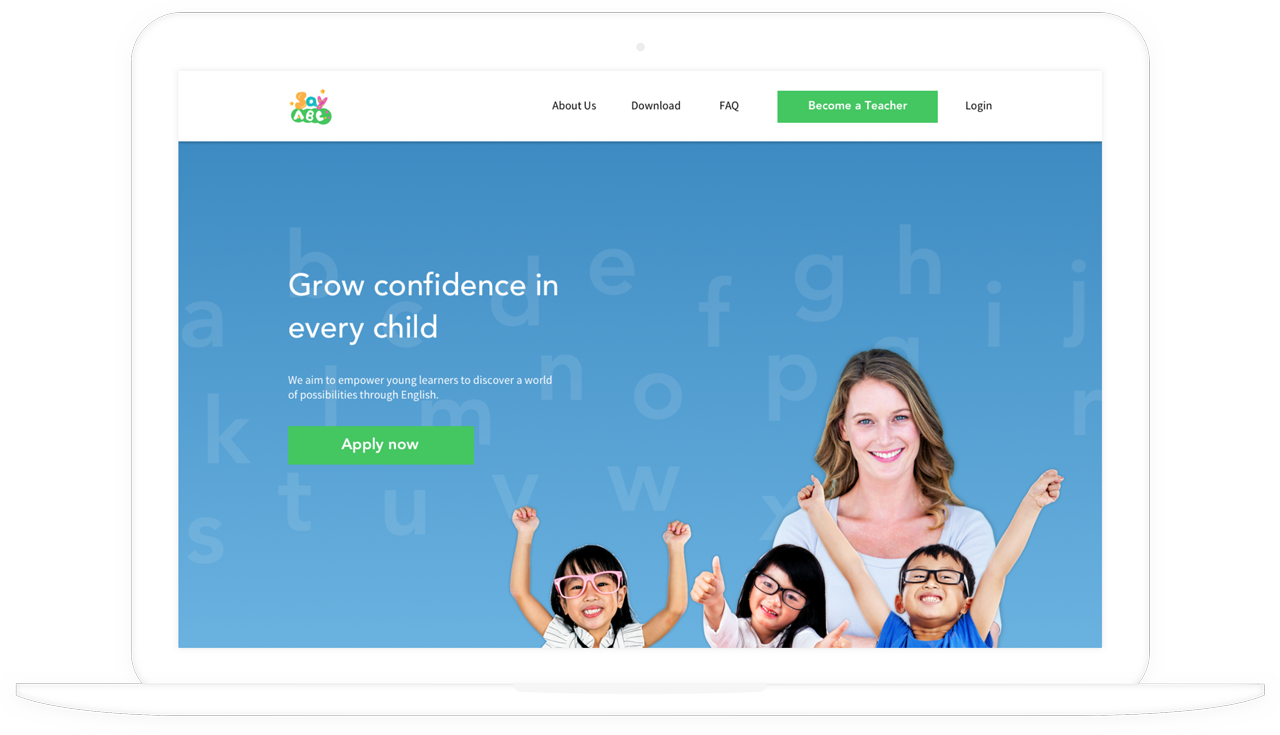 Say
ABC
About Us
Download
FAQ
Become a Teacher
Login
Grow confidence in
every child
We aim to empower young learners to discover a world
of possibilities through English.
Apply now
b d e f g h i j
a c
l n o p q
k m r
t u v w x
s